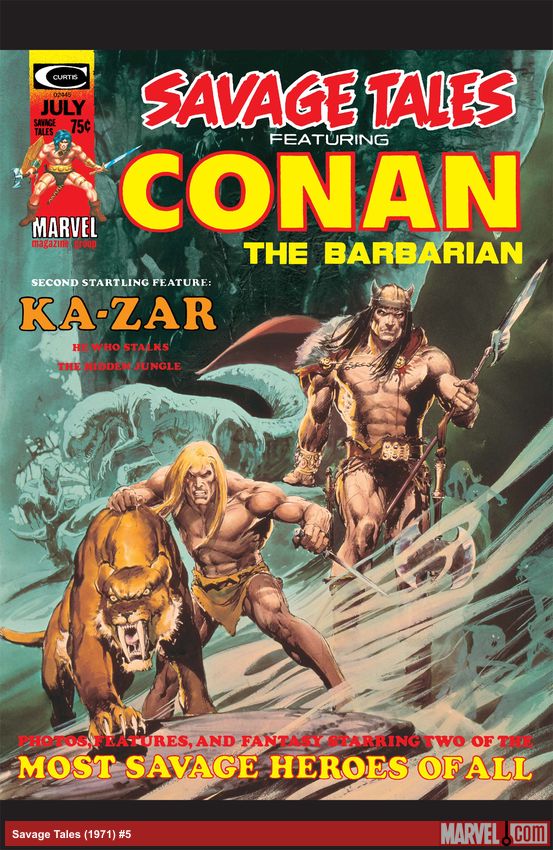 CURTIS
02445
JULY
SAVAGE
TALES
75¢
MARVEL
magazine group
SAVAGE TALES
FEATURING
CONAN
THE BARBARIAN
SECOND STARTLING FEATURE:
KA-ZAR
HE WHO STALKS
THE HIDDEN JUNGLE
PHOTOS, FEATURES, AND FANTASY STARRING TWO OF THE
MOST SAVAGE HEROES OF ALL
Savage Tales (1971) #5
MARVEL.com